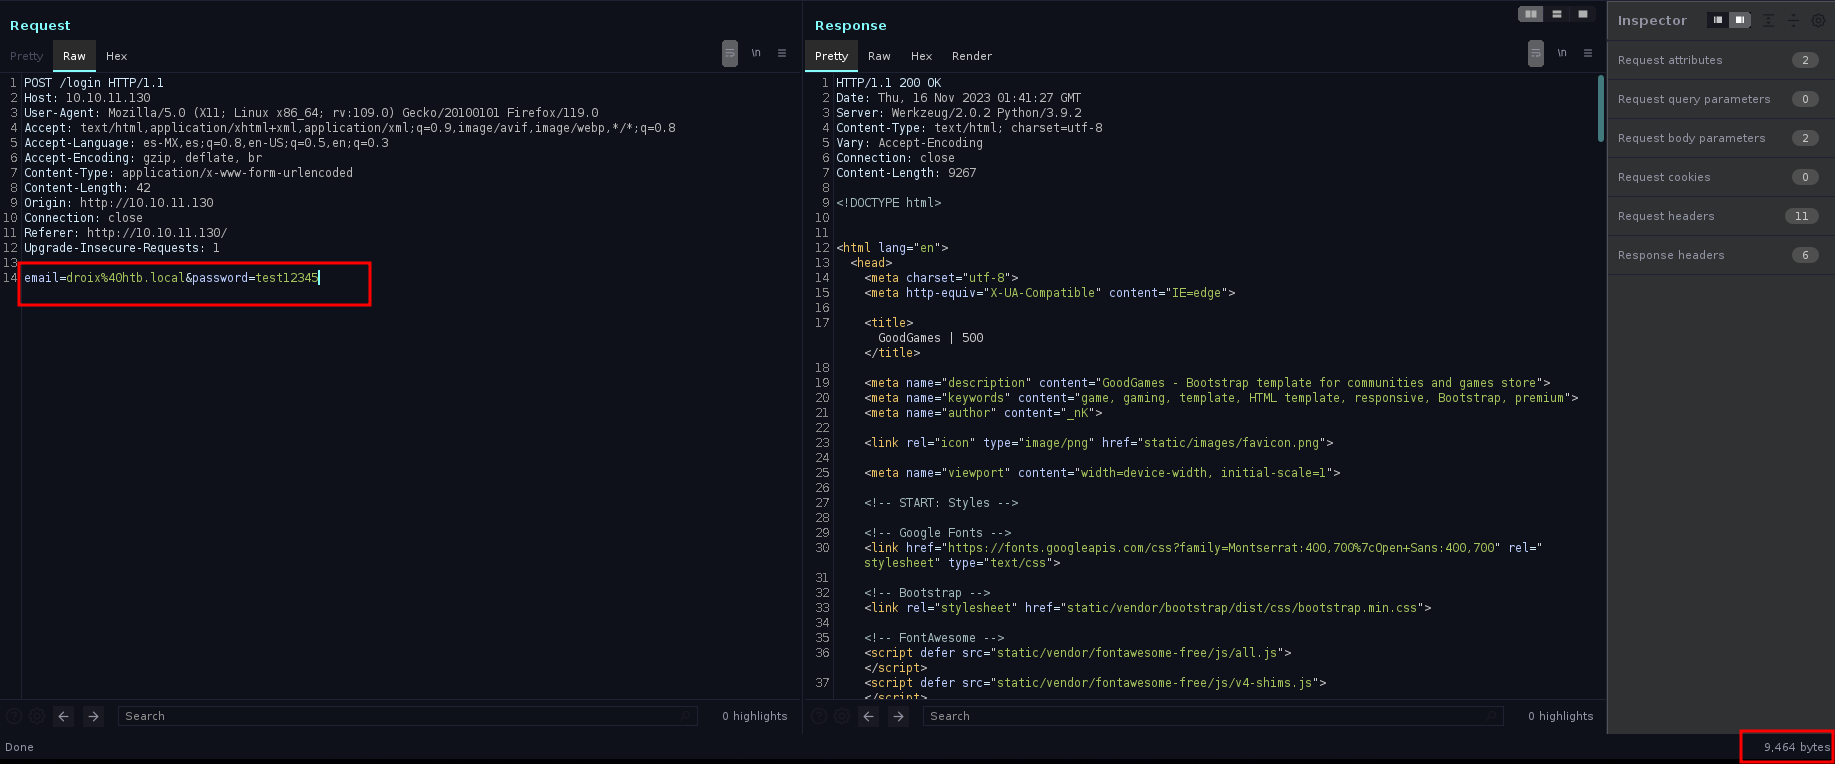 Request
Pretty Raw Hex
\n
1 POST /login HTTP/1.1
2 Host: 10.10.11.130
3 User-Agent: Mozilla/5.0 (X11; Linux x86_64; rv:109.0) Gecko/20100101 Firefox/119.0
4 Accept: text/html,application/xhtml+xml,application/xml;q=0.9,image/avif,image/webp,*/*;q=0.8
5 Accept-Language: es-MX,es;q=0.8,en-US;q=0.5,en;q=0.3
6 Accept-Encoding: gzip, deflate, br
7 Content-Type: application/x-www-form-urlencoded
8 Content-Length: 42
9 Origin: http://10.10.11.130
10 Connection: close
11 Referer: http://10.10.11.130/
12 Upgrade-Insecure-Requests: 1
13
14 email=droix%40htb.local&password=test12345
Search
0 highlights
Response
Pretty Raw Hex Render
\n
1 HTTP/1.1 200 OK
2 Date: Thu, 16 Nov 2023 01:41:27 GMT
3 Server: Werkzeug/2.0.2 Python/3.9.2
4 Content-Type: text/html; charset=utf-8
5 Vary: Accept-Encoding
6 Connection: close
7 Content-Length: 9267
8
9 <!DOCTYPE html>
10
11
12 <html lang="en">
13 <head>
14 <meta charset="utf-8">
15 <meta http-equiv="X-UA-Compatible" content="IE=edge">
16
17 <title>
GoodGames | 500
</title>
18
19 <meta name="description" content="GoodGames - Bootstrap template for communities and games store">
20 <meta name="keywords" content="game, gaming, template, HTML template, responsive, Bootstrap, premium">
21 <meta name="author" content="_nK">
22
23 <link rel="icon" type="image/png" href="static/images/favicon.png">
24
25 <meta name="viewport" content="width=device-width, initial-scale=1">
26
27 <!-- START: Styles -->
28
29 <!-- Google Fonts -->
30 <link href="https://fonts.googleapis.com/css?family=Montserrat:400,700%7cOpen+Sans:400,700" rel="
stylesheet" type="text/css">
31
32 <!-- Bootstrap -->
33 <link rel="stylesheet" href="static/vendor/bootstrap/dist/css/bootstrap.min.css">
34
35 <!-- FontAwesome -->
36 <script defer src="static/vendor/fontawesome-free/js/all.js">
</script>
37 <script defer src="static/vendor/fontawesome-free/js/v4-shims.js">
</script>
Search
0 highlights
Inspector
Request attributes 2
Request query parameters 0
Request body parameters 2
Request cookies 0
Request headers 11
Response headers 6
Done
9,464 bytes